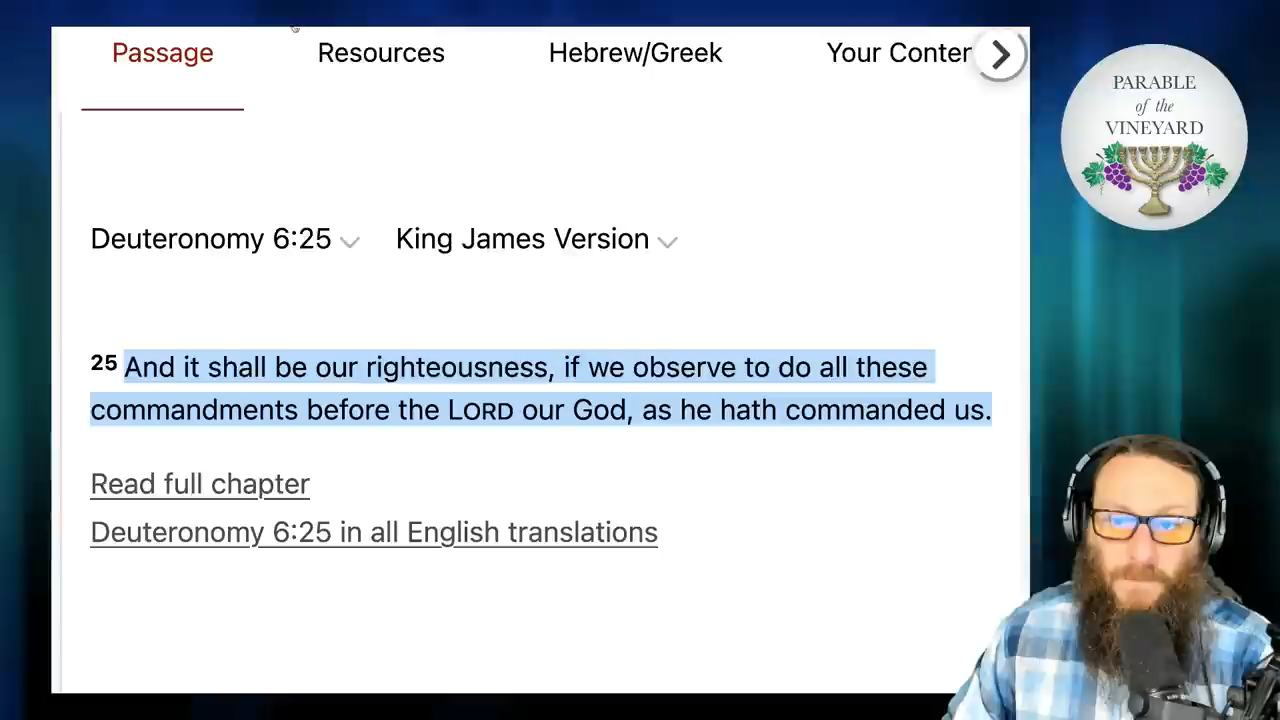 Passage
Resources
Hebrew/Greek
Your Conten
PARABLE
of the
VINEYARD
Deuteronomy 6:25
King James Version
25 And it shall be our righteousness, if we observe to do all these
commandments before the LORD our God, as he hath commanded us.
Read full chapter
Deuteronomy 6:25 in all English translations